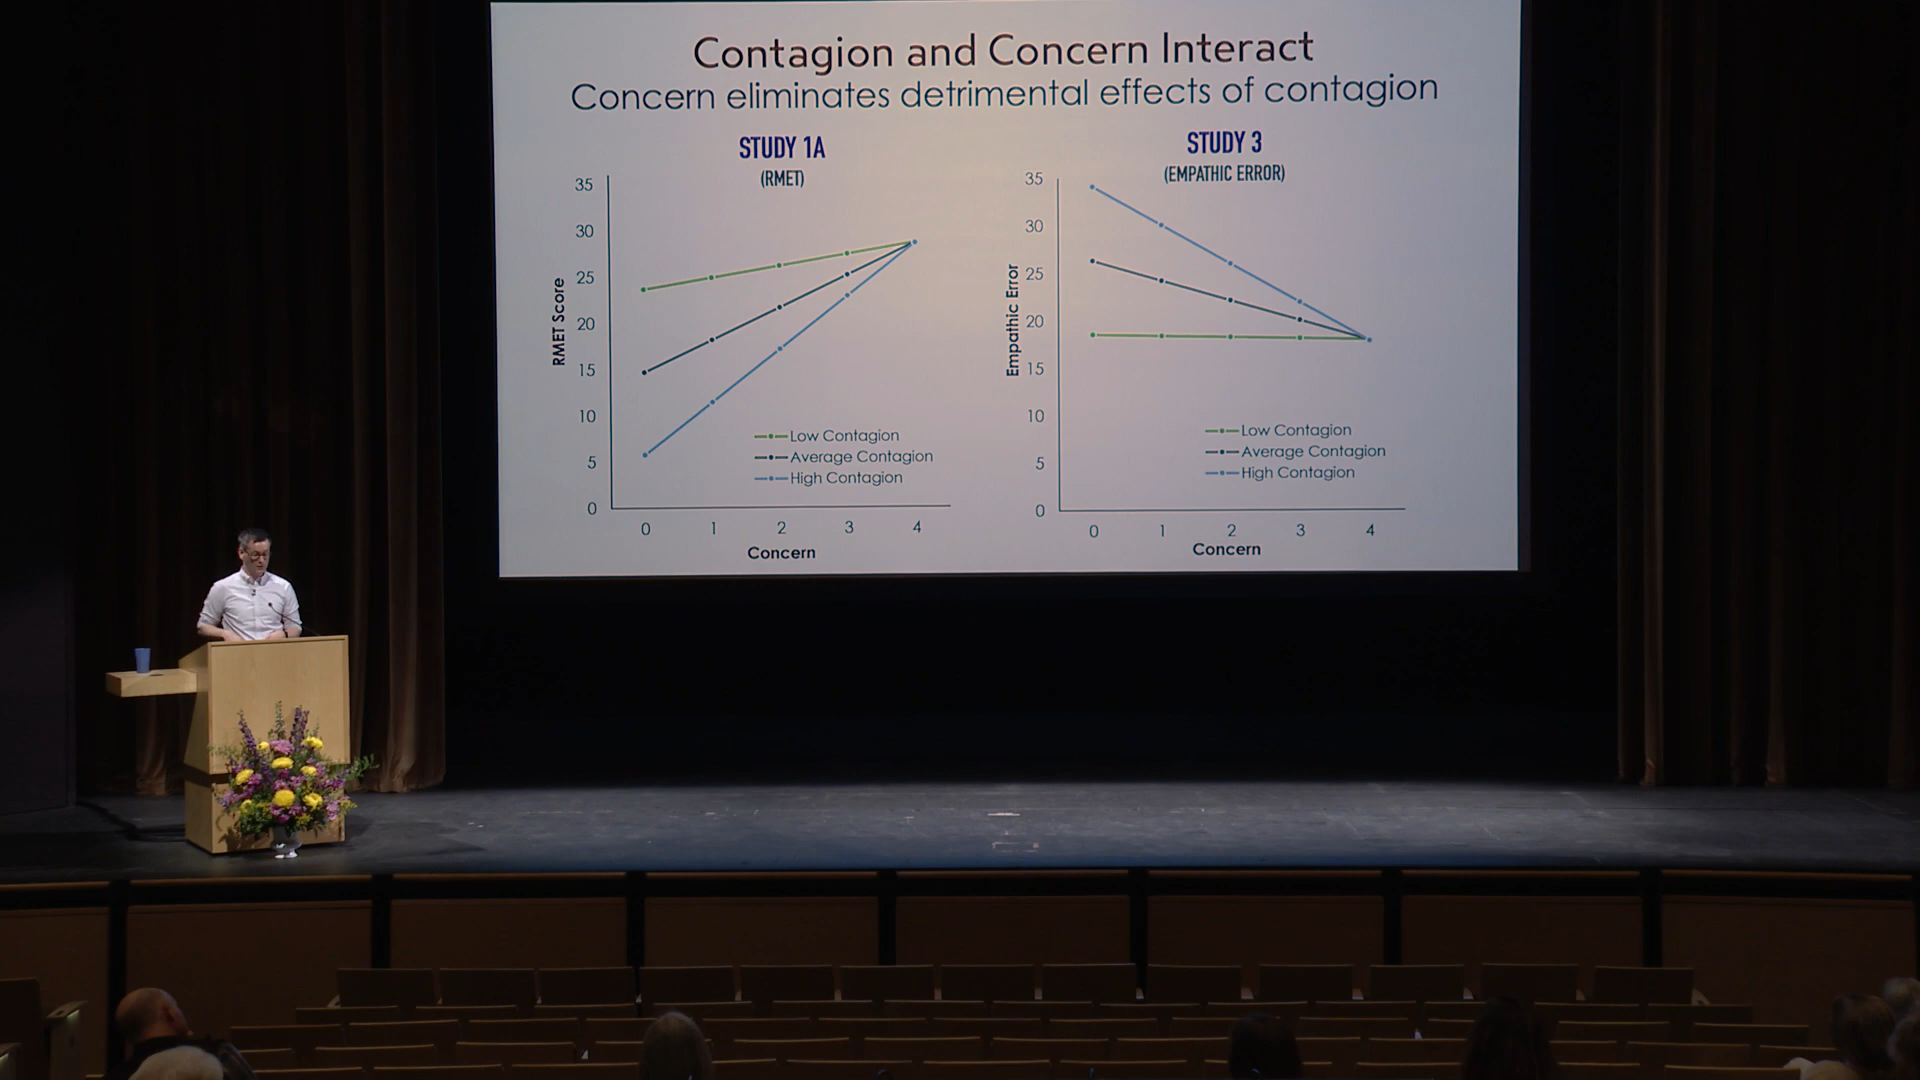 Contagion and Concern Interact
Concern eliminates detrimental effects of contagion
STUDY 1A
(RMET)
35
30
25
20
15
10
5
0
RMET Score
Low Contagion
Average Contagion
High Contagion
0 1 2 3 4
Concern
STUDY 3
(EMPATHIC ERROR)
35
30
25
20
15
10
5
0
Empathic Error
Low Contagion
Average Contagion
High Contagion
0 1 2 3 4
Concern